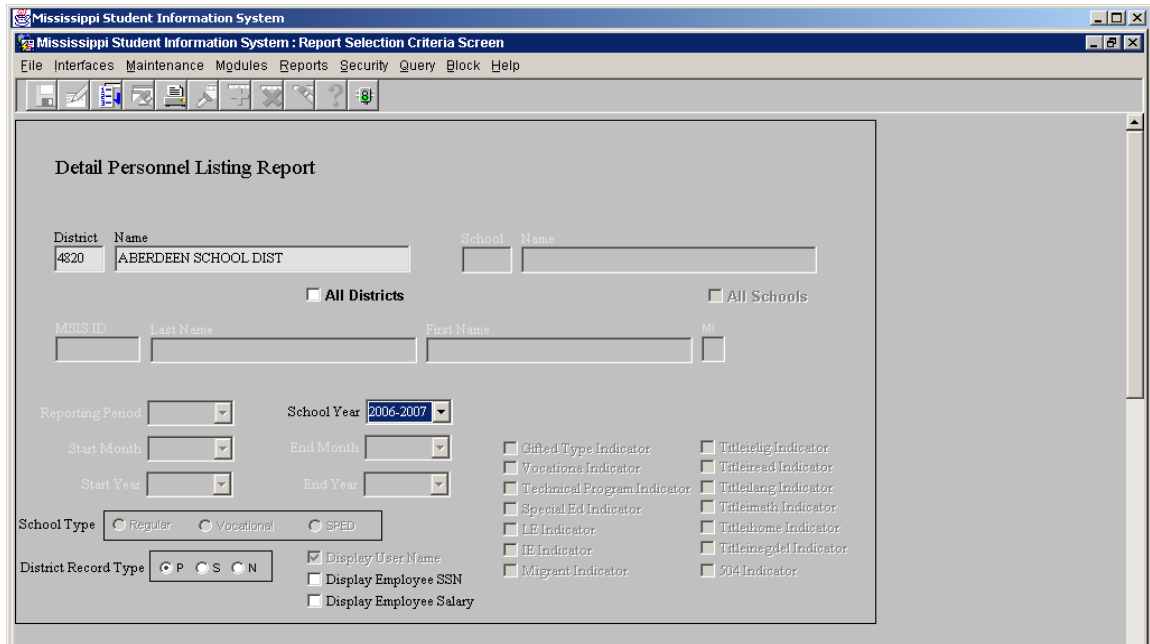 Mississippi Student Information System
Mississippi Student Information System : Report Selection Criteria Screen
File Interfaces Maintenance Modules Reports Security Query Block Help
Detail Personnel Listing Report
District Name School Name
4820 ABERDEEN SCHOOL DIST
All Districts All Schools
MSIS ID Last Name First Name MI
Reporting Period School Year 2006-2007
Start Month End Month Gifted Type Indicator Titleielig Indicator
Vocationa Indicator Titleiread Indicator
Start Year End Year Technical Program Indicator Titleilang Indicator
Special Ed Indicator Titleimath Indicator
School Type Regular Vocational SPED LE Indicator Titleihome Indicator
IE Indicator Titleinegdel Indicator
District Record Type P S N Display User Name Migrant Indicator 504 Indicator
Display Employee SSN
Display Employee Salary